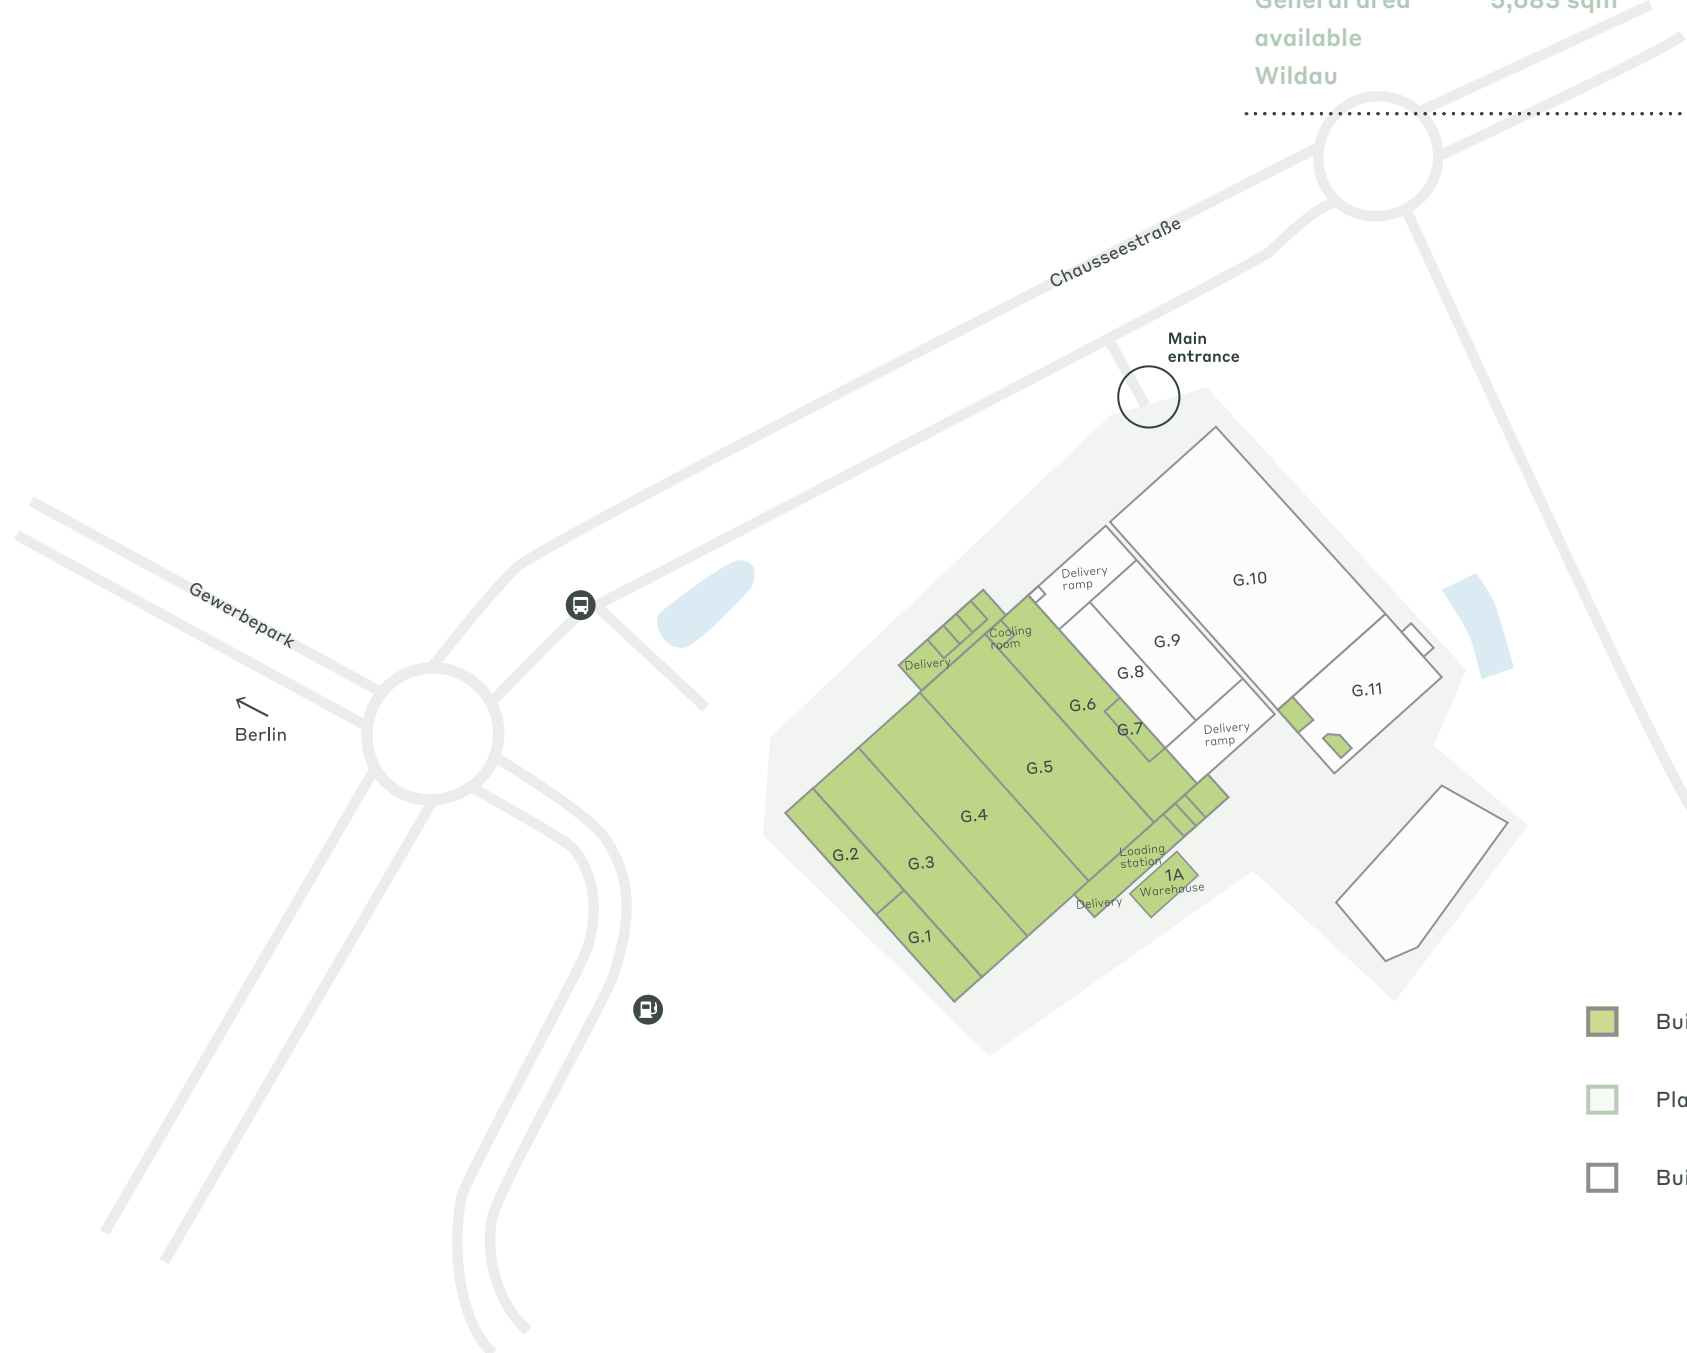 available
Wildau
Chausseestraße
Main
entrance
Gewerbepark
Berlin
Delivery
ramp
G.10
Cooling
room
Delivery
G.9
G.8
G.11
G.6
G.7
Delivery
ramp
G.5
G.4
G.2
G.3
Loading
station
1A
Warehouse
Delivery
G.1